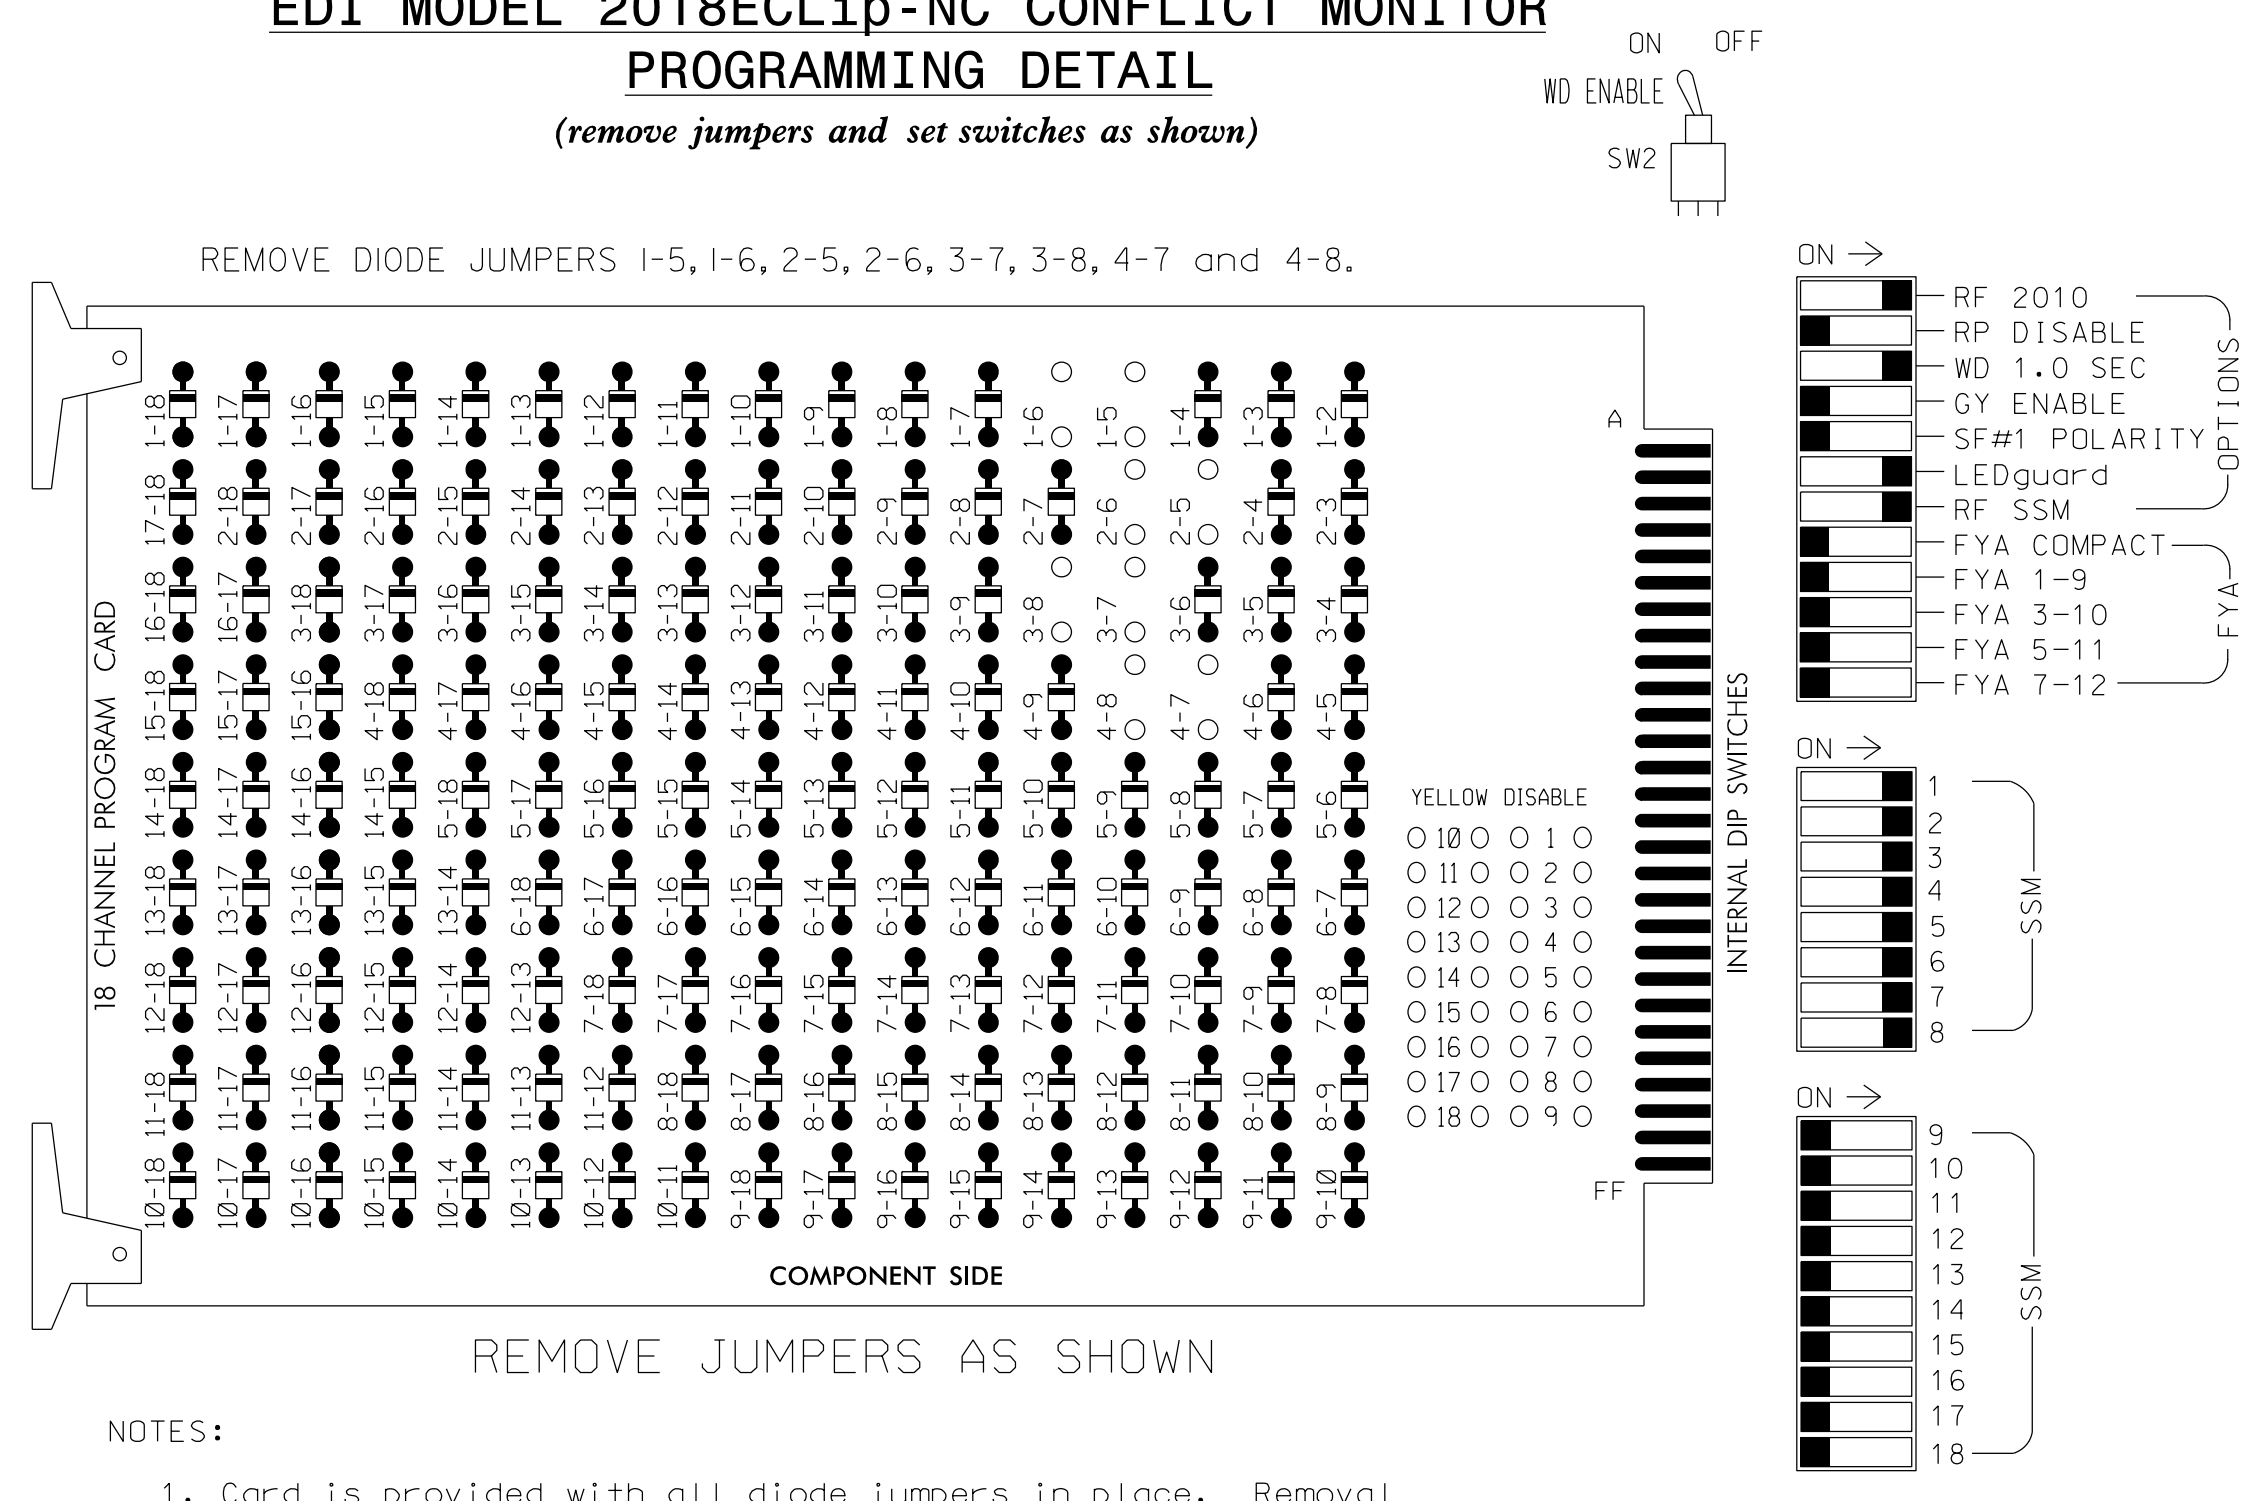 EDI MODEL 2018ECLip-NC CONFLICT MONITOR
PROGRAMMING DETAIL
(remove jumpers and set switches as shown)
ON OFF
WD ENABLE
SW2
REMOVE DIODE JUMPERS 1-5, 1-6, 2-5, 2-6, 3-7, 3-8, 4-7 and 4-8.
18 CHANNEL PROGRAM CARD
1-18 1-17 1-16 1-15 1-14 1-13 1-12 1-11 1-10 1-9 1-8 1-7 1-6 1-5 1-4 1-3 1-2
17-18 2-18 2-17 2-16 2-15 2-14 2-13 2-12 2-11 2-10 2-9 2-8 2-7 2-6 2-5 2-4 2-3
16-18 16-17 3-18 3-17 3-16 3-15 3-14 3-13 3-12 3-11 3-10 3-9 3-8 3-7 3-6 3-5 3-4
15-18 15-17 15-16 4-18 4-17 4-16 4-15 4-14 4-13 4-12 4-11 4-10 4-9 4-8 4-7 4-6 4-5
14-18 14-17 14-16 14-15 5-18 5-17 5-16 5-15 5-14 5-13 5-12 5-11 5-10 5-9 5-8 5-7 5-6
13-18 13-17 13-16 13-15 13-14 6-18 6-17 6-16 6-15 6-14 6-13 6-12 6-11 6-10 6-9 6-8 6-7
12-18 12-17 12-16 12-15 12-14 12-13 7-18 7-17 7-16 7-15 7-14 7-13 7-12 7-11 7-10 7-9 7-8
11-18 11-17 11-16 11-15 11-14 11-13 11-12 8-18 8-17 8-16 8-15 8-14 8-13 8-12 8-11 8-10 8-9
10-18 10-17 10-16 10-15 10-14 10-13 10-12 10-11 9-18 9-17 9-16 9-15 9-14 9-13 9-12 9-11 9-10
YELLOW DISABLE
10 1
11 2
12 3
13 4
14 5
15 6
16 7
17 8
18 9
A
FF
COMPONENT SIDE
REMOVE JUMPERS AS SHOWN
INTERNAL DIP SWITCHES
ON
RF 2010
RP DISABLE
WD 1.0 SEC
GY ENABLE
SF#1 POLARITY
LEDguard
RF SSM
OPTIONS
FYA COMPACT
FYA 1-9
FYA 3-10
FYA 5-11
FYA 7-12
FYA
ON
1
2
3
4
5
6
7
8
SSM
ON
9
10
11
12
13
14
15
16
17
18
SSM
NOTES:
1. Card is provided with all diode jumpers in place. Removal